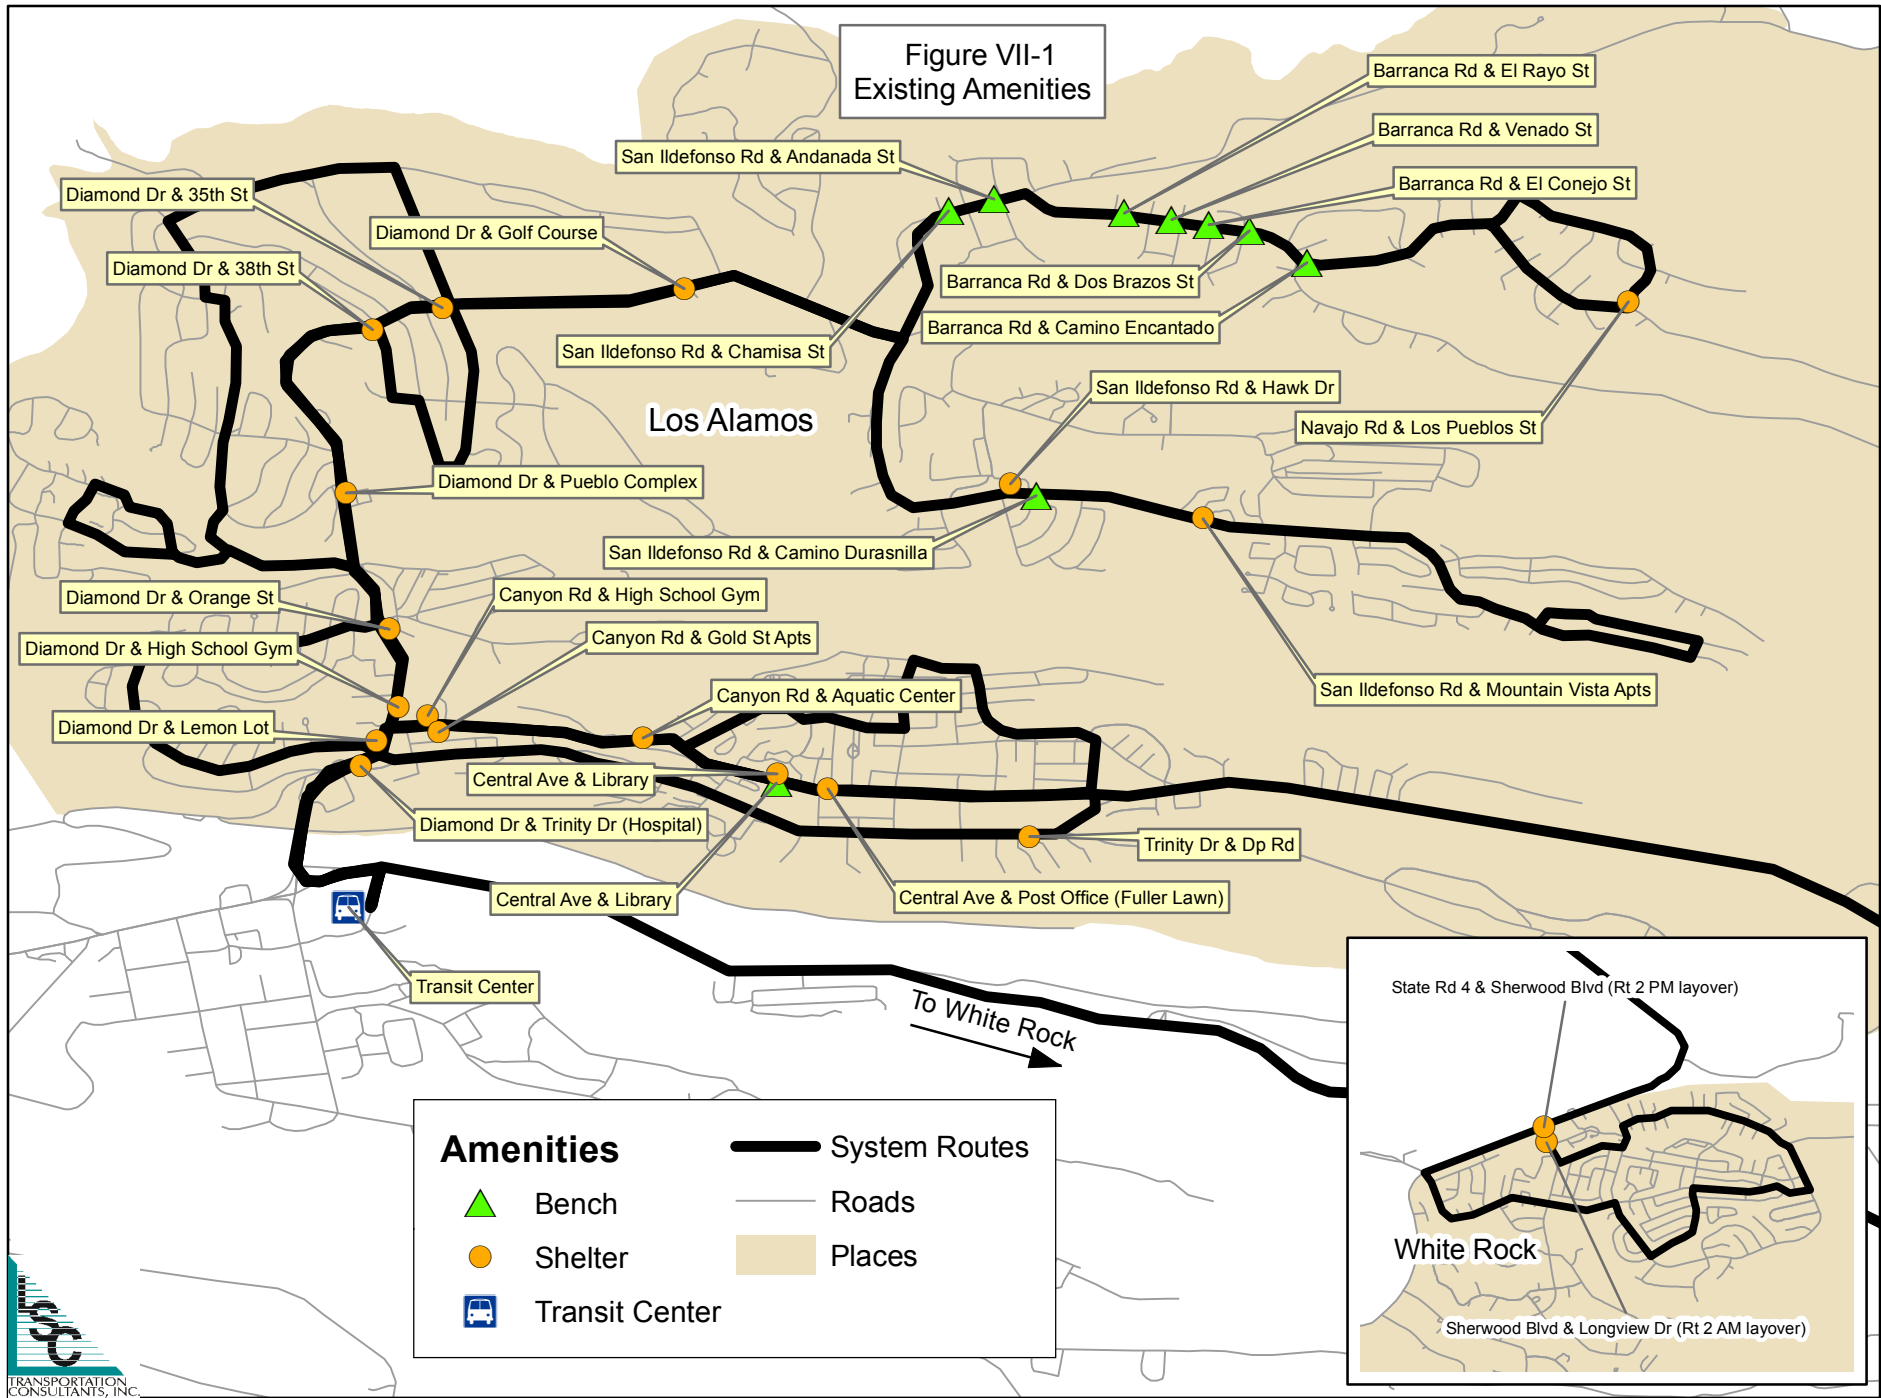 Figure VII-1
Existing Amenities
Barranca Rd & El Rayo St
Barranca Rd & Venado St
San Ildefonso Rd & Andanada St
Barranca Rd & El Conejo St
Diamond Dr & 35th St
Diamond Dr & Golf Course
Diamond Dr & 38th St
Barranca Rd & Dos Brazos St
Barranca Rd & Camino Encantado
San Ildefonso Rd & Chamisa St
San Ildefonso Rd & Hawk Dr
Los Alamos
Navajo Rd & Los Pueblos St
Diamond Dr & Pueblo Complex
San Ildefonso Rd & Camino Durasnilla
Diamond Dr & Orange St
Canyon Rd & High School Gym
Canyon Rd & Gold St Apts
Diamond Dr & High School Gym
San Ildefonso Rd & Mountain Vista Apts
Canyon Rd & Aquatic Center
Diamond Dr & Lemon Lot
Central Ave & Library
Diamond Dr & Trinity Dr (Hospital)
Trinity Dr & Dp Rd
Central Ave & Library
Central Ave & Post Office (Fuller Lawn)
Transit Center
To White Rock
State Rd 4 & Sherwood Blvd (Rt 2 PM layover)
White Rock
Sherwood Blvd & Longview Dr (Rt 2 AM layover)
Amenities
Bench
Shelter
Transit Center
System Routes
Roads
Places
LSC
TRANSPORTATION
CONSULTANTS, INC.